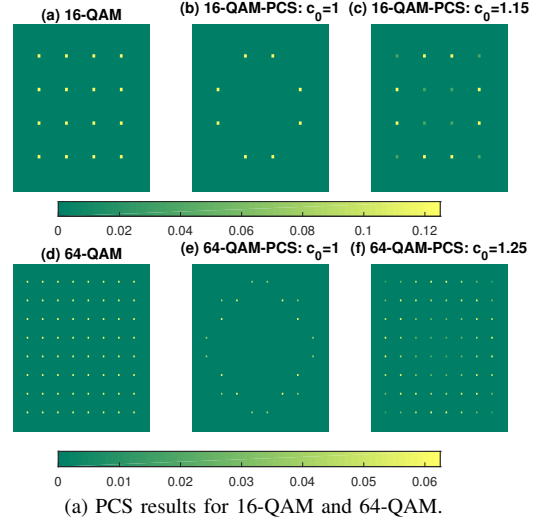 (a) 16-QAM (b) 16-QAM-PCS: c0=1 (c) 16-QAM-PCS: c0=1.15
0 0.02 0.04 0.06 0.08 0.1 0.12
(d) 64-QAM (e) 64-QAM-PCS: c0=1 (f) 64-QAM-PCS: c0=1.25
0 0.01 0.02 0.03 0.04 0.05 0.06
(a) PCS results for 16-QAM and 64-QAM.